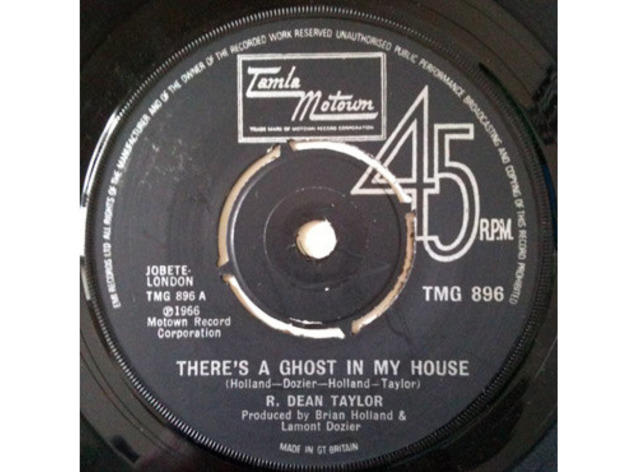 EMI RECORDS LTD ALL RIGHTS OF THE MANUFACTURER AND OF THE OWNER OF THE RECORDED WORK RESERVED UNAUTHORISED PUBLIC PERFORMANCE BROADCASTING AND COPYING OF THIS RECORD PROHIBITED
Tamla
Motown
TRADE MARK OF MOTOWN RECORD CORPORATION
45
R.P.M.
JOBETE-
LONDON
TMG 896 A
℗1966
Motown Record
Corporation
TMG 896
THERE'S A GHOST IN MY HOUSE
(Holland—Dozier—Holland—Taylor)
R. DEAN TAYLOR
Produced by Brian Holland &
Lamont Dozier
MADE IN GT BRITAIN